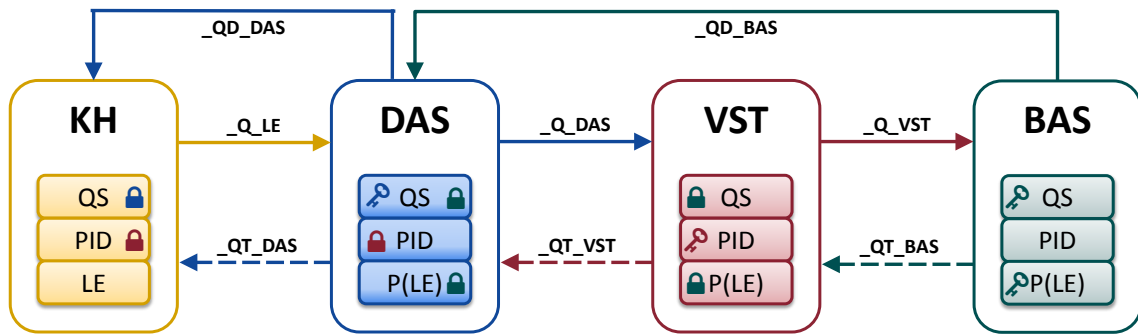 _QD_DAS
_QD_BAS
KH
_Q_LE
DAS
_Q_DAS
VST
_Q_VST
BAS
QS
QS
QS
QS
PID
PID
PID
PID
_QT_DAS
_QT_VST
_QT_BAS
LE
P(LE)
P(LE)
P(LE)